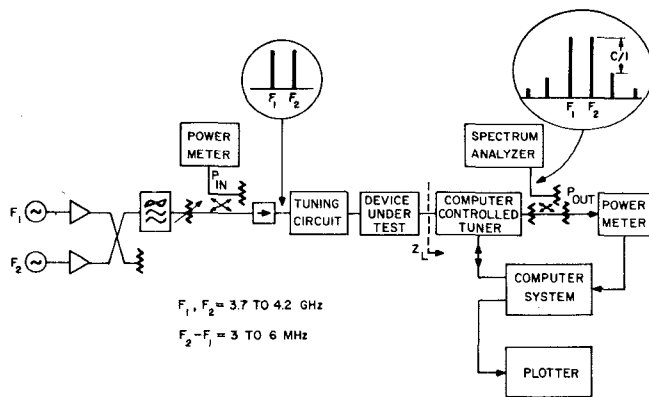 F1
F2
POWER
METER
PIN
F1 F2
TUNING
CIRCUIT
DEVICE
UNDER
TEST
ZL
COMPUTER
CONTROLLED
TUNER
SPECTRUM
ANALYZER
C/I
F1 F2
POUT
POWER
METER
COMPUTER
SYSTEM
PLOTTER
F1, F2 = 3.7 TO 4.2 GHz
F2-F1 = 3 TO 6 MHz